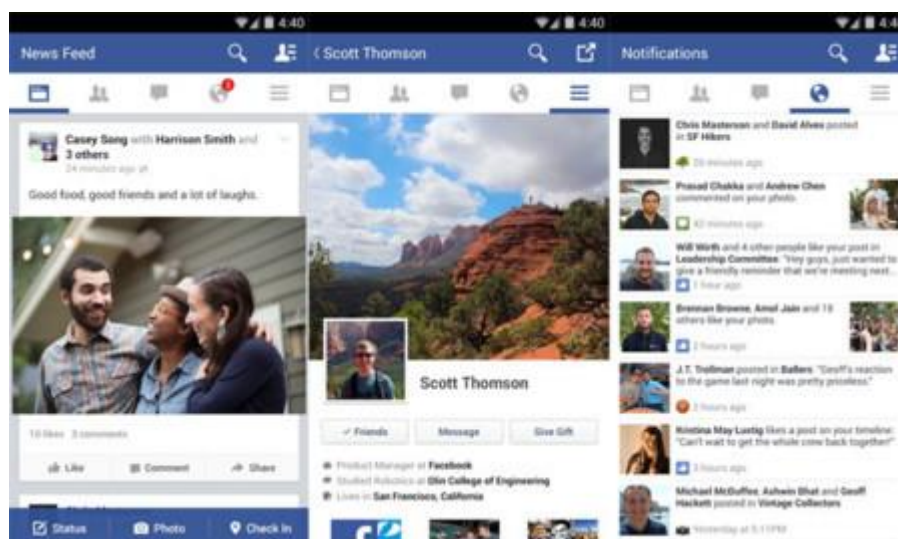 4:40
News Feed
Casey Song with Harrison Smith and
3 others
24 minutes ago
Good food, good friends and a lot of laughs.
10 likes 3 comments
Like Comment Share
Status Photo Check In
4:40
Scott Thomson
Scott Thomson
Friends Message Give Gift
Product Manager at Facebook
Studied Robotics at Olin College of Engineering
Lives in San Francisco, California
4:4
Notifications
Chris Masterson and David Alves posted
in SF Hikers
26 minutes ago
Prasad Chakka and Andrew Chen
commented on your photo.
42 minutes ago
Will Wirth and 4 other people like your post in
Leadership Committee: "Hey guys, just wanted to
give a friendly reminder that we're meeting next...
1 hour ago
Brennan Browne, Amol Jain and 18
others like your photo.
2 hours ago
J.T. Trollman posted in Ballers: "Geoff's reaction
to the game last night was pretty priceless."
2 hours ago
Kristina May Lustig likes a post on your timeline:
"Can't wait to get the whole crew back together!"
3 hours ago
Michael McDuffee, Ashwin Bhat and Geoff
Hackett posted in Vintage Collectors
Yesterday at 5:11PM